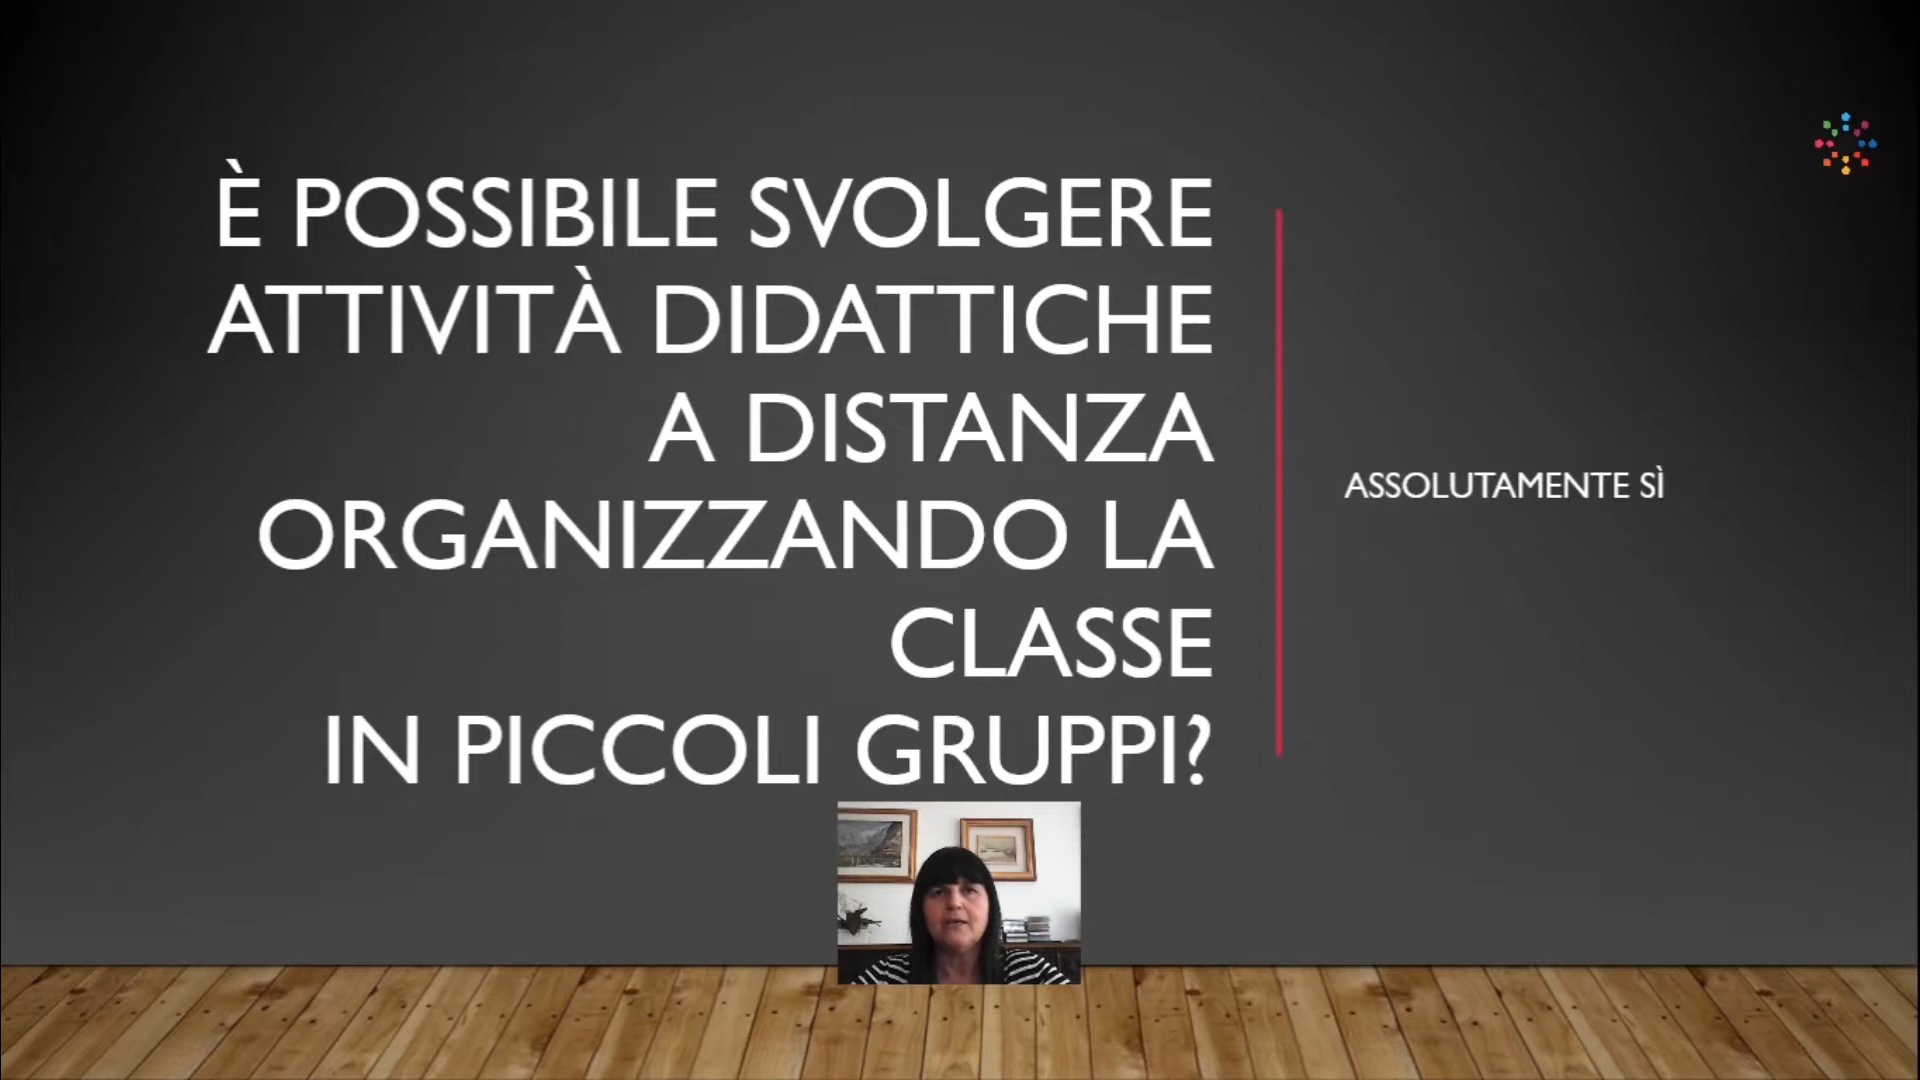 È POSSIBILE SVOLGERE
ATTIVITÀ DIDATTICHE
A DISTANZA
ORGANIZZANDO LA
CLASSE
IN PICCOLI GRUPPI?
ASSOLUTAMENTE SÌ